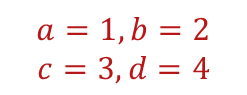 a = 1, b = 2
c = 3, d = 4